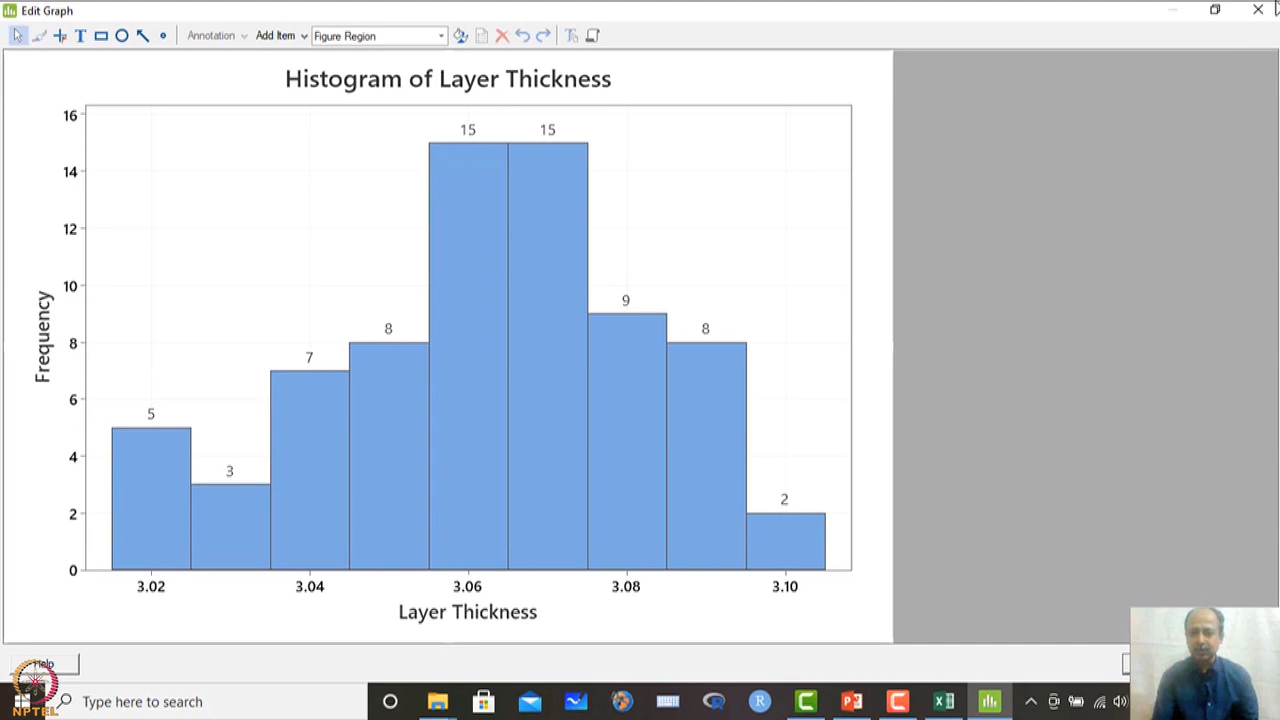 Edit Graph
T Annotation Add Item Figure Region
Histogram of Layer Thickness
16
14
12
10
8
6
4
2
0
Frequency
5
3
7
8
15
15
9
8
2
3.02 3.04 3.06 3.08 3.10
Layer Thickness
Help
NPTEL
Type here to search